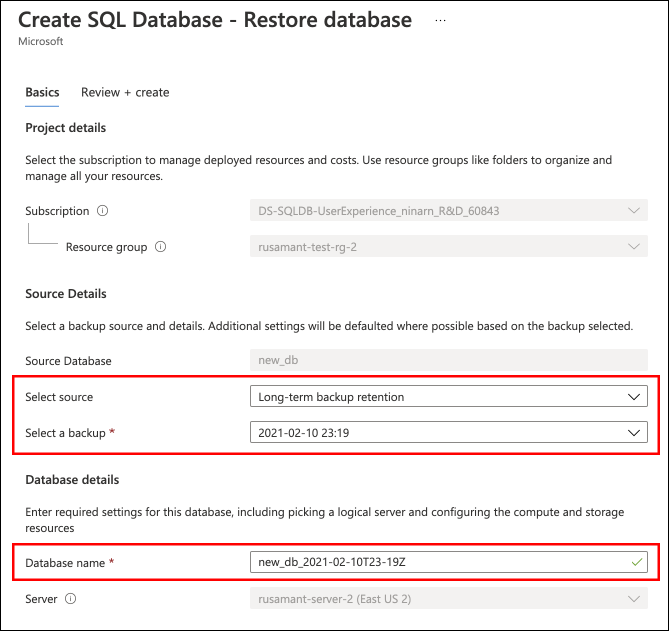 Create SQL Database - Restore database ...
Microsoft
Basics Review + create
Project details
Select the subscription to manage deployed resources and costs. Use resource groups like folders to organize and
manage all your resources.
Subscription DS-SQLDB-UserExperience_ninarn_R&D_60843
Resource group rusamant-test-rg-2
Source Details
Select a backup source and details. Additional settings will be defaulted where possible based on the backup selected.
Source Database new_db
Select source Long-term backup retention
Select a backup * 2021-02-10 23:19
Database details
Enter required settings for this database, including picking a logical server and configuring the compute and storage
resources
Database name * new_db_2021-02-10T23-19Z
Server rusamant-server-2 (East US 2)